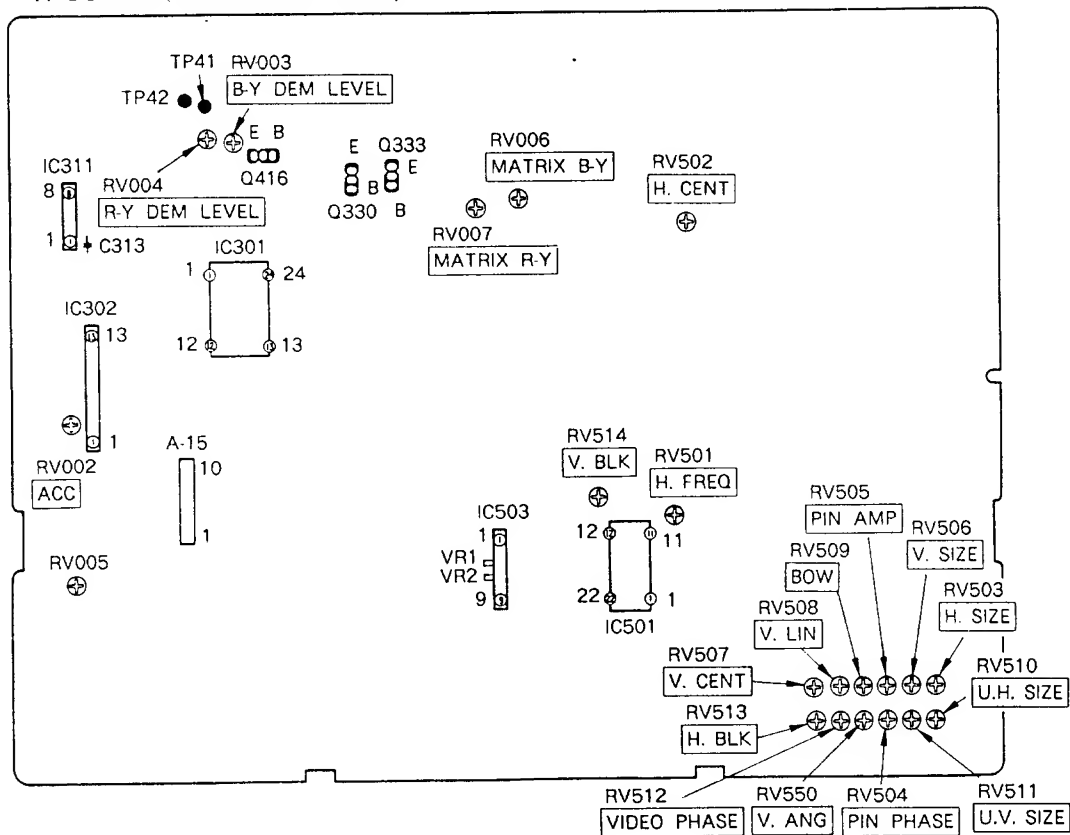 TP41
RV003
B-Y DEM LEVEL
TP42
E B
Q416
IC311
8
1
C313
RV004
R-Y DEM LEVEL
E
Q333
E
B
Q330
B
RV006
MATRIX B-Y
RV007
MATRIX R-Y
RV502
H. CENT
IC301
1
24
12
13
IC302
13
1
RV002
ACC
A-15
10
1
RV005
RV514
V. BLK
RV501
H. FREQ
IC503
1
VR1
VR2
9
12
11
22
1
IC501
RV505
PIN AMP
RV506
V. SIZE
RV509
BOW
RV503
H. SIZE
RV508
V. LIN
RV507
V. CENT
RV510
U.H. SIZE
RV513
H. BLK
RV512
VIDEO PHASE
RV550
V. ANG
RV504
PIN PHASE
RV511
U.V. SIZE